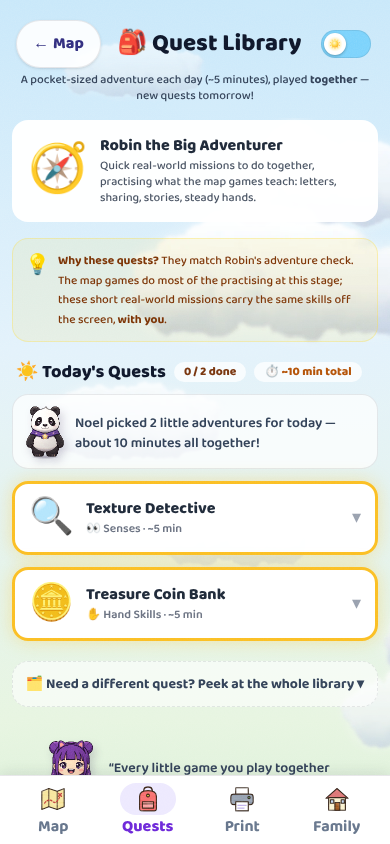 ← Map
Quest Library
A pocket-sized adventure each day (~5 minutes), played together —
new quests tomorrow!
Robin the Big Adventurer
Quick real-world missions to do together,
practising what the map games teach: letters,
sharing, stories, steady hands.
Why these quests? They match Robin's adventure check.
The map games do most of the practising at this stage;
these short real-world missions carry the same skills off
the screen, with you.
Today's Quests
0 / 2 done
~10 min total
Noel picked 2 little adventures for today —
about 10 minutes all together!
Texture Detective
Senses · ~5 min
▼
Treasure Coin Bank
Hand Skills · ~5 min
▼
Need a different quest? Peek at the whole library ▼
“Every little game you play together
Map
Quests
Print
Family